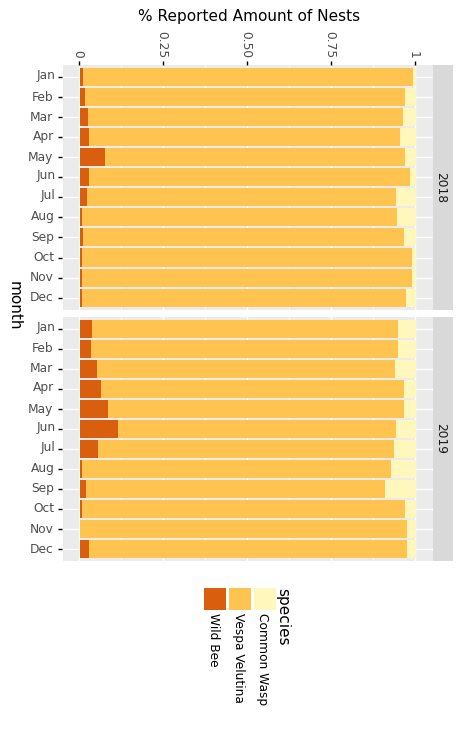 % Reported Amount of Nests
0
0.25
0.50
0.75
1
Jan
Feb
Mar
Apr
May
Jun
Jul
Aug
Sep
Oct
Nov
Dec
2018
month
Jan
Feb
Mar
Apr
May
Jun
Jul
Aug
Sep
Oct
Nov
Dec
2019
species
Common Wasp
Vespa Velutina
Wild Bee